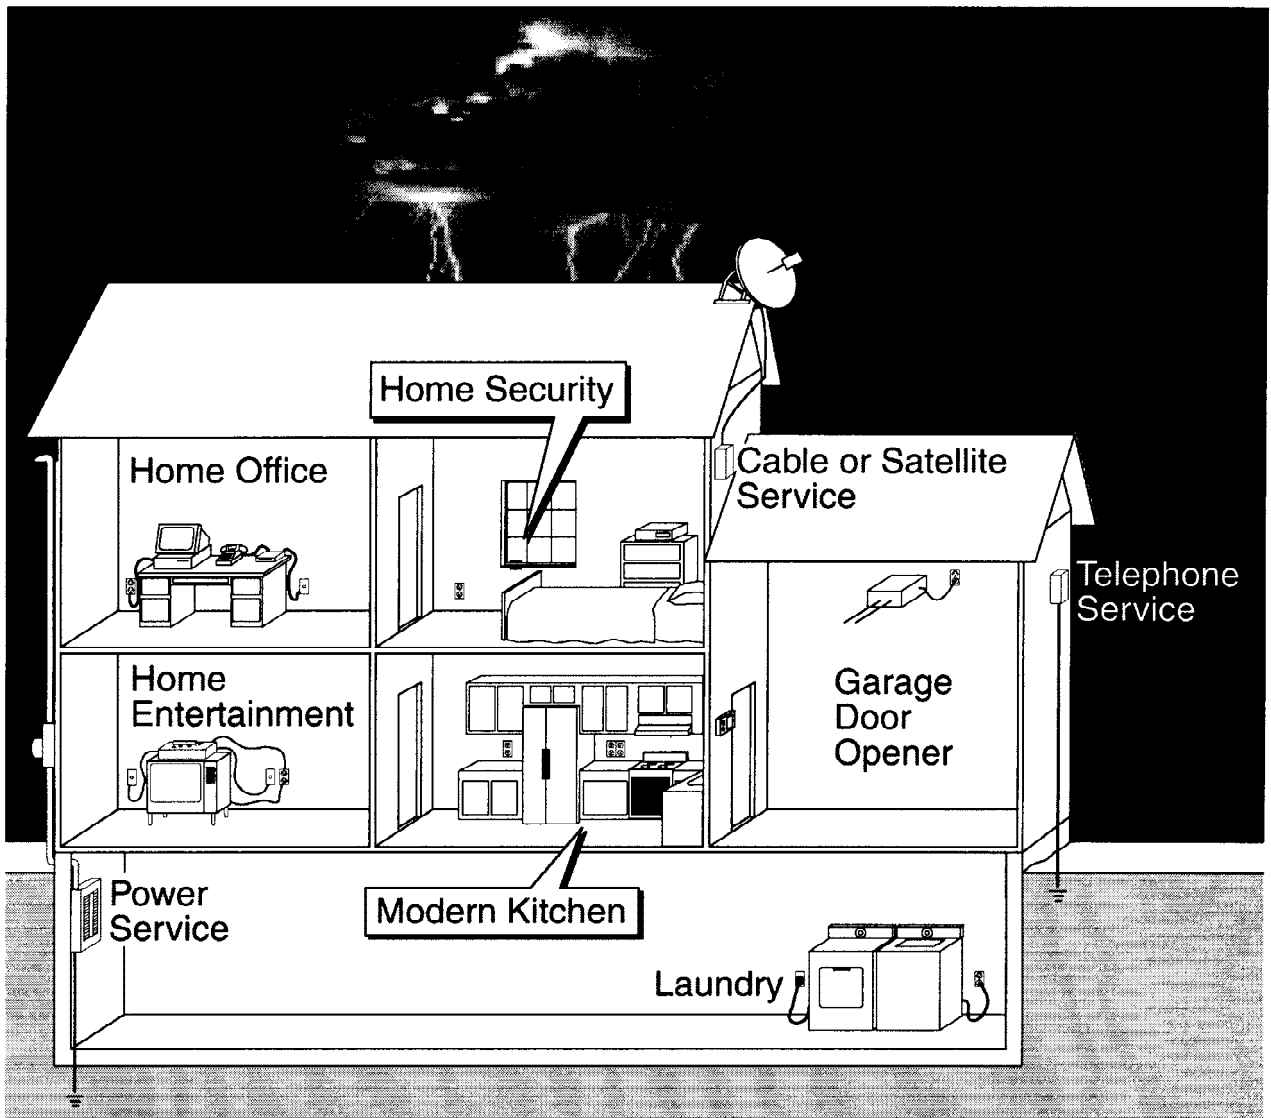 Home Security
Home Office
Cable or Satellite
Service
Telephone
Service
Home
Entertainment
Garage
Door
Opener
Power
Service
Modern Kitchen
Laundry